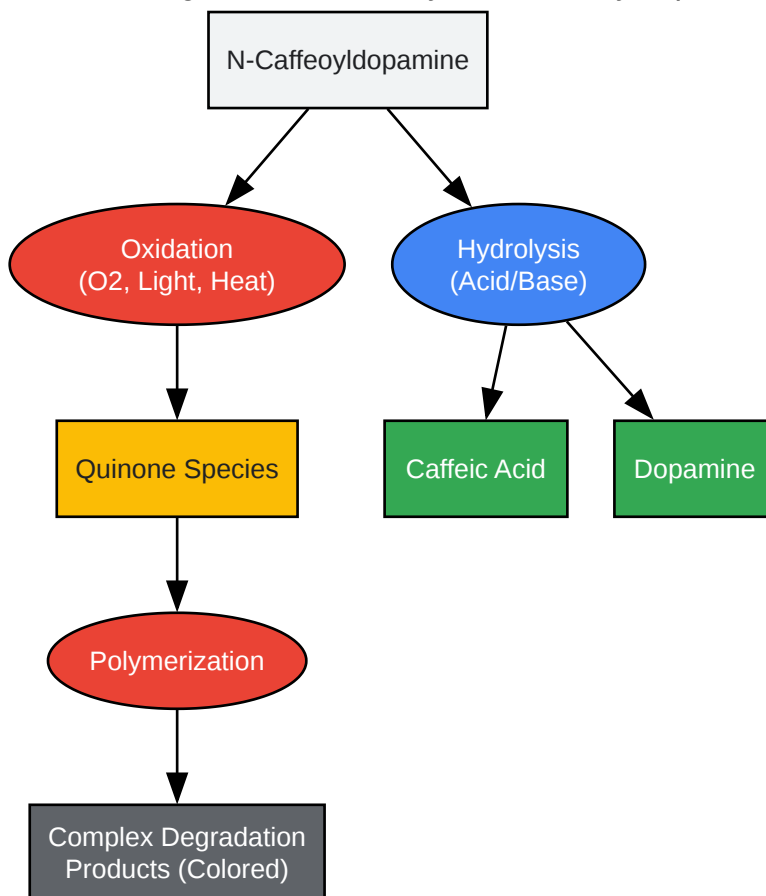 N-Caffeoyldopamine
Oxidation
(O2, Light, Heat)
Hydrolysis
(Acid/Base)
Quinone Species
Caffeic Acid
Dopamine
Polymerization
Complex Degradation
Products (Colored)